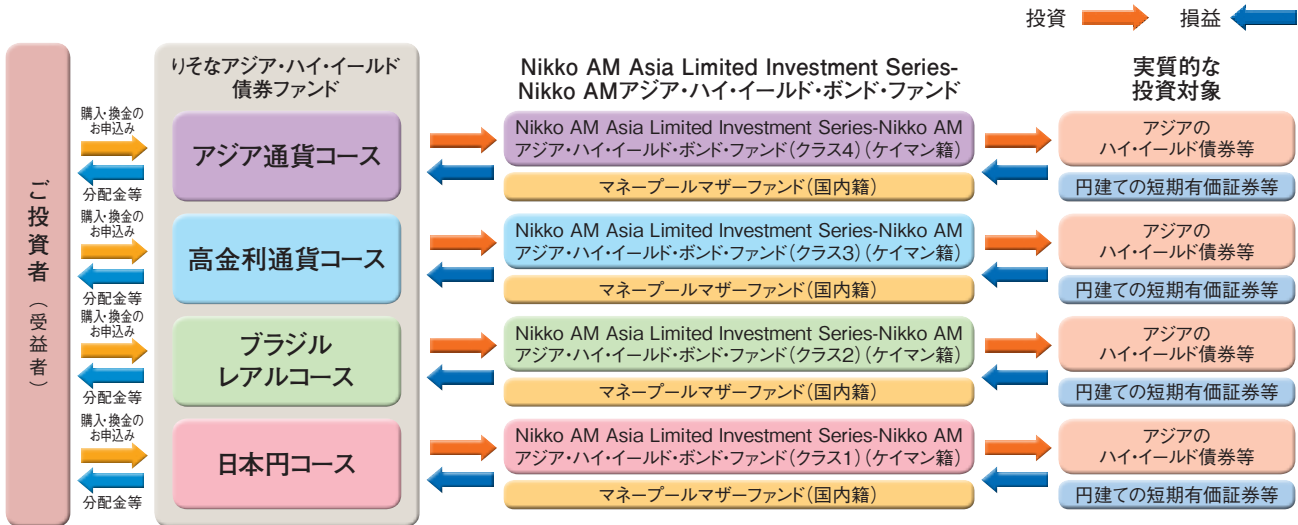 投資
損益
りそなアジア・ハイ・イールド
債券ファンド
Nikko AM Asia Limited Investment Series-
Nikko AMアジア・ハイ・イールド・ボンド・ファンド
実質的な
投資対象
ご投資者（受益者）
購入・換金の
お申込み
分配金等
アジア通貨コース
Nikko AM Asia Limited Investment Series-Nikko AM
アジア・ハイ・イールド・ボンド・ファンド（クラス4）（ケイマン籍）
マネープールマザーファンド（国内籍）
アジアの
ハイ・イールド債券等
円建ての短期有価証券等
購入・換金の
お申込み
分配金等
高金利通貨コース
Nikko AM Asia Limited Investment Series-Nikko AM
アジア・ハイ・イールド・ボンド・ファンド（クラス3）（ケイマン籍）
マネープールマザーファンド（国内籍）
アジアの
ハイ・イールド債券等
円建ての短期有価証券等
購入・換金の
お申込み
分配金等
ブラジル
レアルコース
Nikko AM Asia Limited Investment Series-Nikko AM
アジア・ハイ・イールド・ボンド・ファンド（クラス2）（ケイマン籍）
マネープールマザーファンド（国内籍）
アジアの
ハイ・イールド債券等
円建ての短期有価証券等
購入・換金の
お申込み
分配金等
日本円コース
Nikko AM Asia Limited Investment Series-Nikko AM
アジア・ハイ・イールド・ボンド・ファンド（クラス1）（ケイマン籍）
マネープールマザーファンド（国内籍）
アジアの
ハイ・イールド債券等
円建ての短期有価証券等